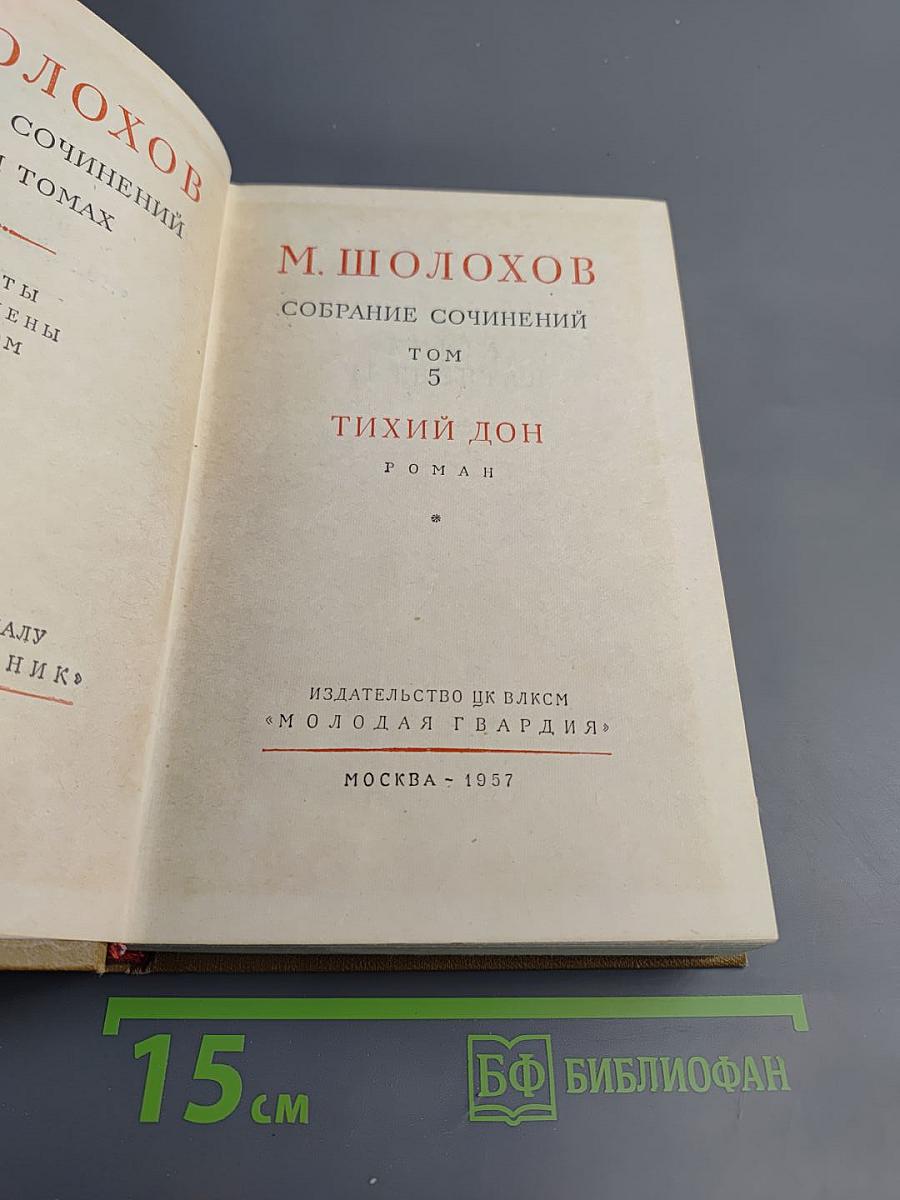 СОЧИНЕНИЙ
ТОМАХ
М. ШОЛОХОВ
СОБРАНИЕ СОЧИНЕНИЙ
ТОМ
5
ТИХИЙ ДОН
РОМАН
*
ИЗДАТЕЛЬСТВО ЦК ВЛКСМ
«МОЛОДАЯ ГВАРДИЯ»
МОСКВА - 1957
15 см
БФ БИБЛИОФАН